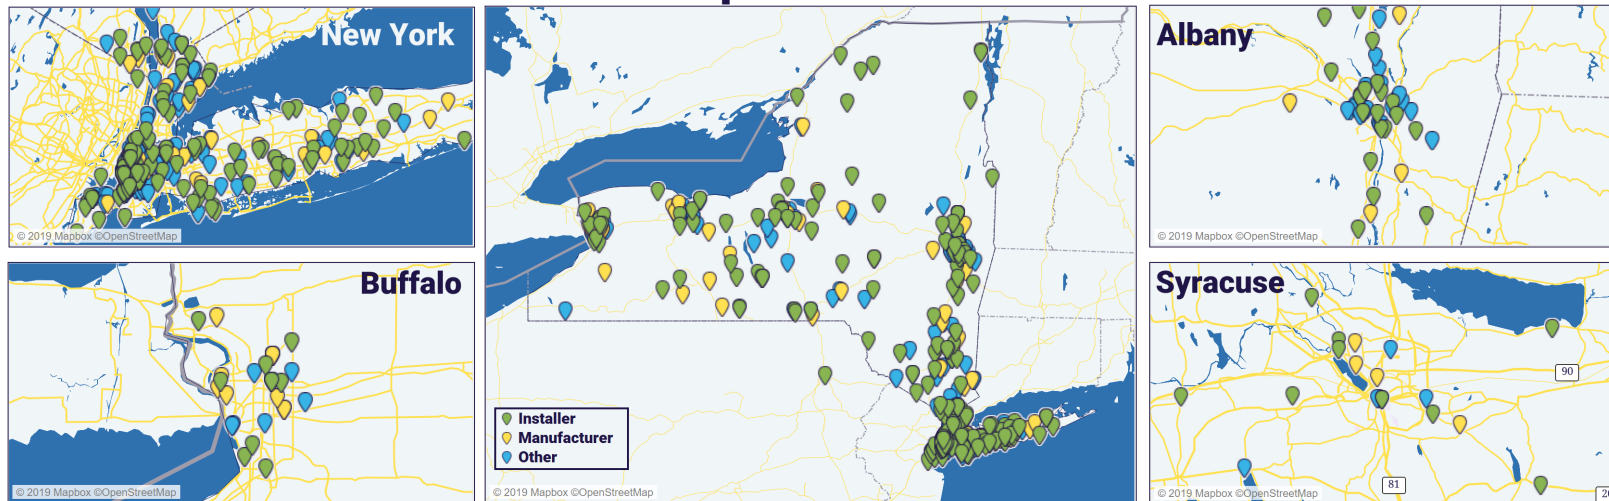 New York
© 2019 Mapbox ©OpenStreetMap
Buffalo
© 2019 Mapbox ©OpenStreetMap
Installer
Manufacturer
Other
© 2019 Mapbox ©OpenStreetMap
Albany
© 2019 Mapbox ©OpenStreetMap
Syracuse
90
81
© 2019 Mapbox ©OpenStreetMap